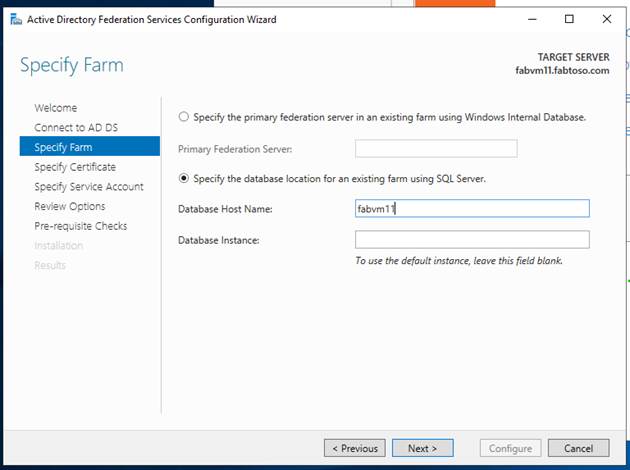 Active Directory Federation Services Configuration Wizard
Specify Farm
TARGET SERVER
fabvm11.fabtoso.com
Welcome
Connect to AD DS
Specify Farm
Specify Certificate
Specify Service Account
Review Options
Pre-requisite Checks
Installation
Results
Specify the primary federation server in an existing farm using Windows Internal Database.
Primary Federation Server:
Specify the database location for an existing farm using SQL Server.
Database Host Name:
fabvm11
Database Instance:
To use the default instance, leave this field blank.
< Previous
Next >
Configure
Cancel